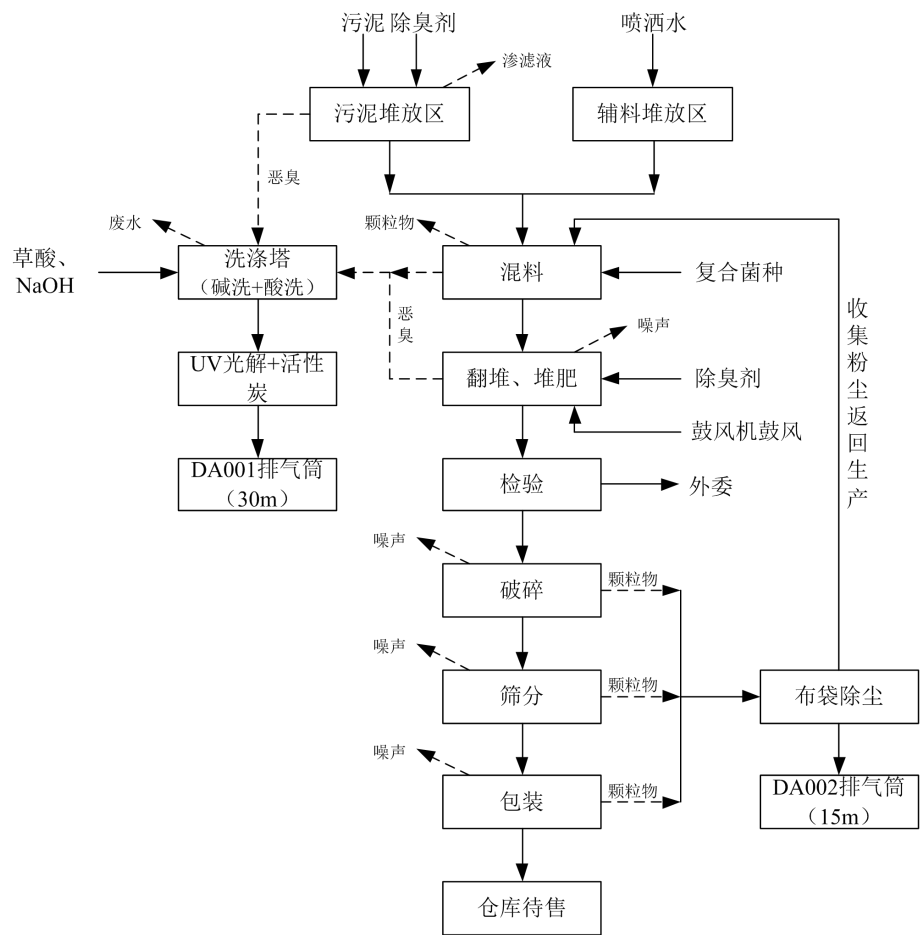 污泥 除臭剂
喷洒水
渗滤液
污泥堆放区
辅料堆放区
恶臭
废水
颗粒物
草酸、
NaOH
洗涤塔
（碱洗+酸洗）
混料
复合菌种
恶臭
噪声
收集粉尘返回生产
UV光解+活性
炭
翻堆、堆肥
除臭剂
鼓风机鼓风
DA001排气筒
（30m）
检验
外委
噪声
破碎
颗粒物
噪声
筛分
颗粒物
布袋除尘
噪声
包装
颗粒物
DA002排气筒
（15m）
仓库待售